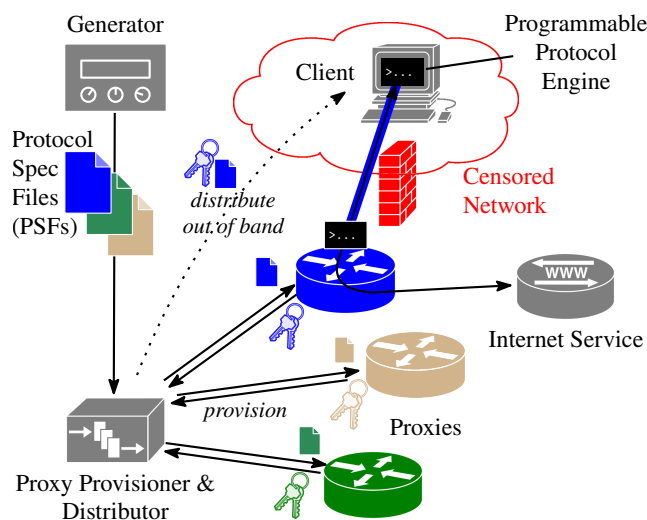 Generator
Programmable
Protocol
Engine
Client
>...
Protocol
Spec
Files
(PSFs)
distribute
out of band
Censored
Network
>...
WWW
Internet Service
provision
Proxies
Proxy Provisioner &
Distributor